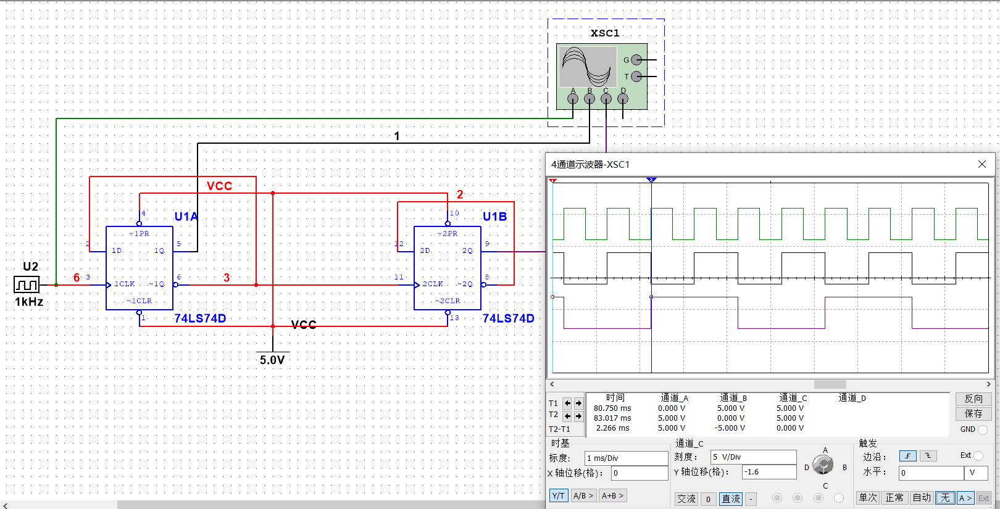 XSC1
G
T
A B C D
1
VCC
2
4
U1A
10
U1B
~1PR
~2PR
2
5
12
9
1D
1Q
2D
2Q
U2
6
3
6
3
11
8
1CLK
~1Q
2CLK
~2Q
1kHz
~1CLR
~2CLR
1
74LS74D
13
74LS74D
VCC
5.0V
4通道示波器-XSC1
时间 通道_A 通道_B 通道_C 通道_D
T1 80.750 ms 0.000 V 5.000 V 5.000 V
T2 83.017 ms 5.000 V 0.000 V 5.000 V
T2-T1 2.266 ms 5.000 V -5.000 V 0.000 V
反向
保存
GND
时基
标度: 1 ms/Div
X 轴位移(格): 0
Y/T A/B > A+B >
通道_C
刻度: 5 V/Div
Y 轴位移(格): -1.6
A
D B
C
交流 0 直流 -
触发
边沿: Ext
水平: 0 V
单次 正常 自动 无 A > Ext